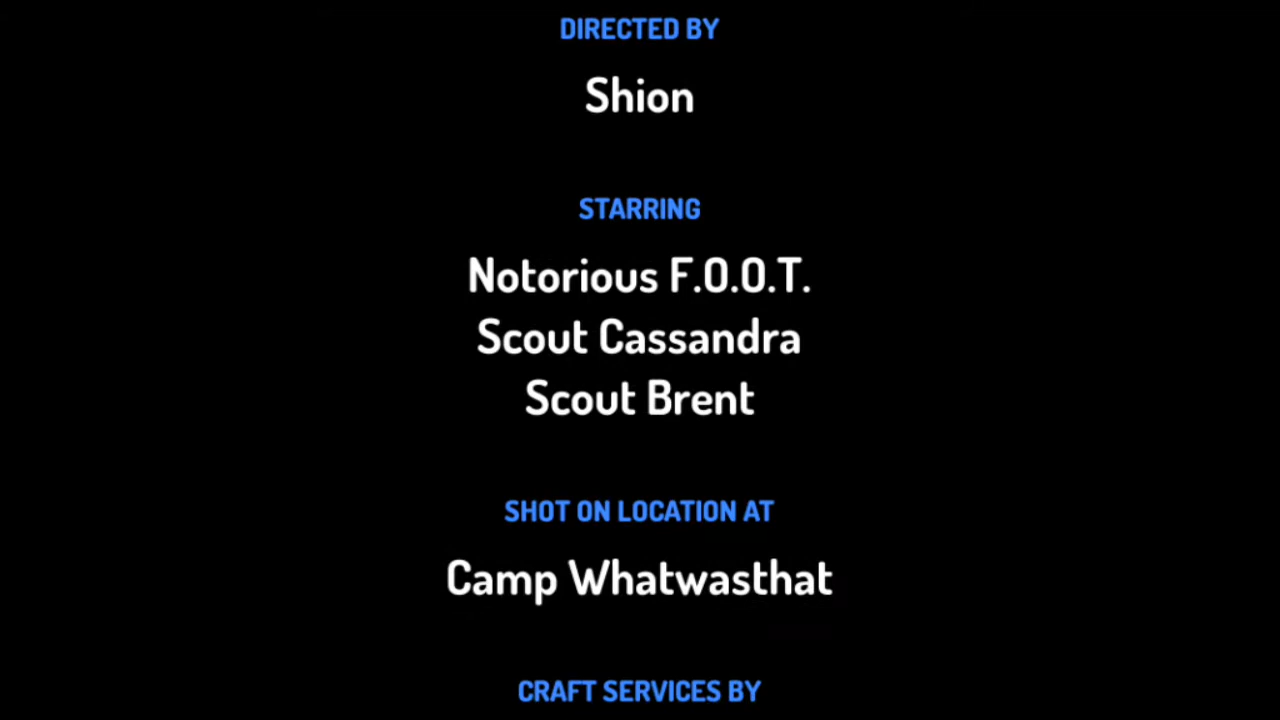 DIRECTED BY
Shion
STARRING
Notorious F.O.O.T.
Scout Cassandra
Scout Brent
SHOT ON LOCATION AT
Camp Whatwasthat
CRAFT SERVICES BY